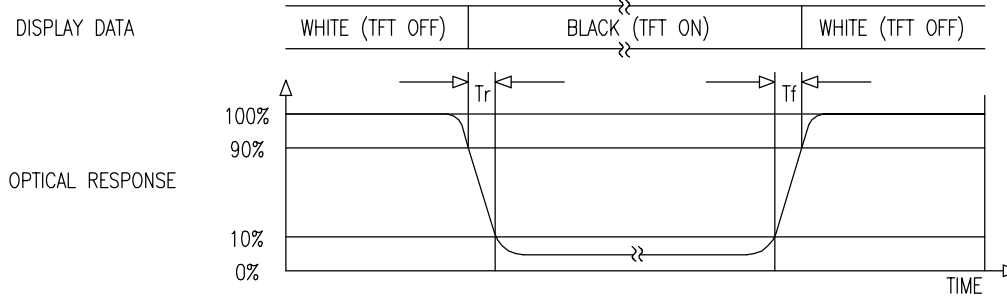 DISPLAY DATA WHITE (TFT OFF) BLACK (TFT ON) WHITE (TFT OFF)
Tr Tf
100%
90%
OPTICAL RESPONSE
10%
0%
TIME